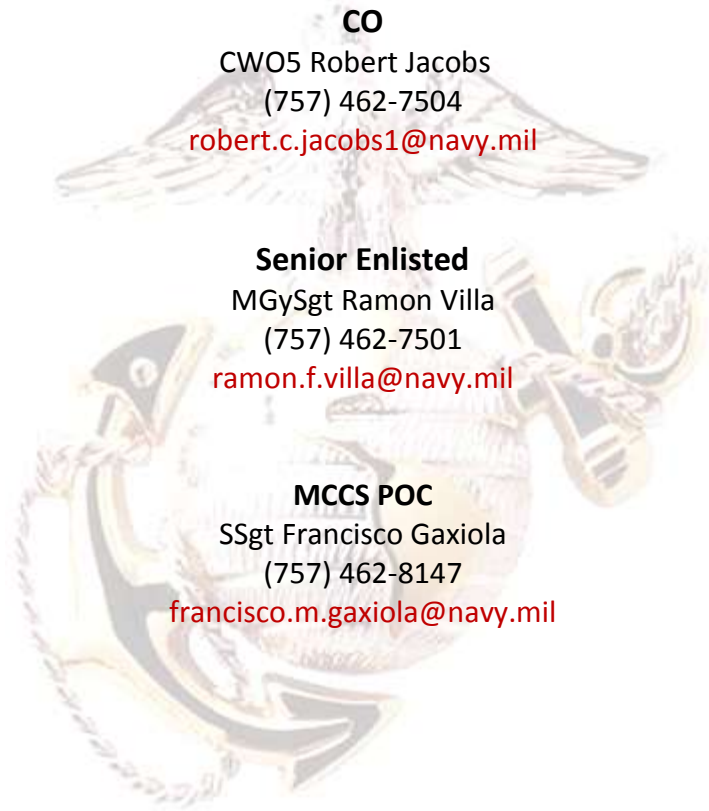 CO
CWO5 Robert Jacobs
(757) 462-7504
robert.c.jacobs1@navy.mil
Senior Enlisted
MGySgt Ramon Villa
(757) 462-7501
ramon.f.villa@navy.mil
MCCS POC
SSgt Francisco Gaxiola
(757) 462-8147
francisco.m.gaxiola@navy.mil